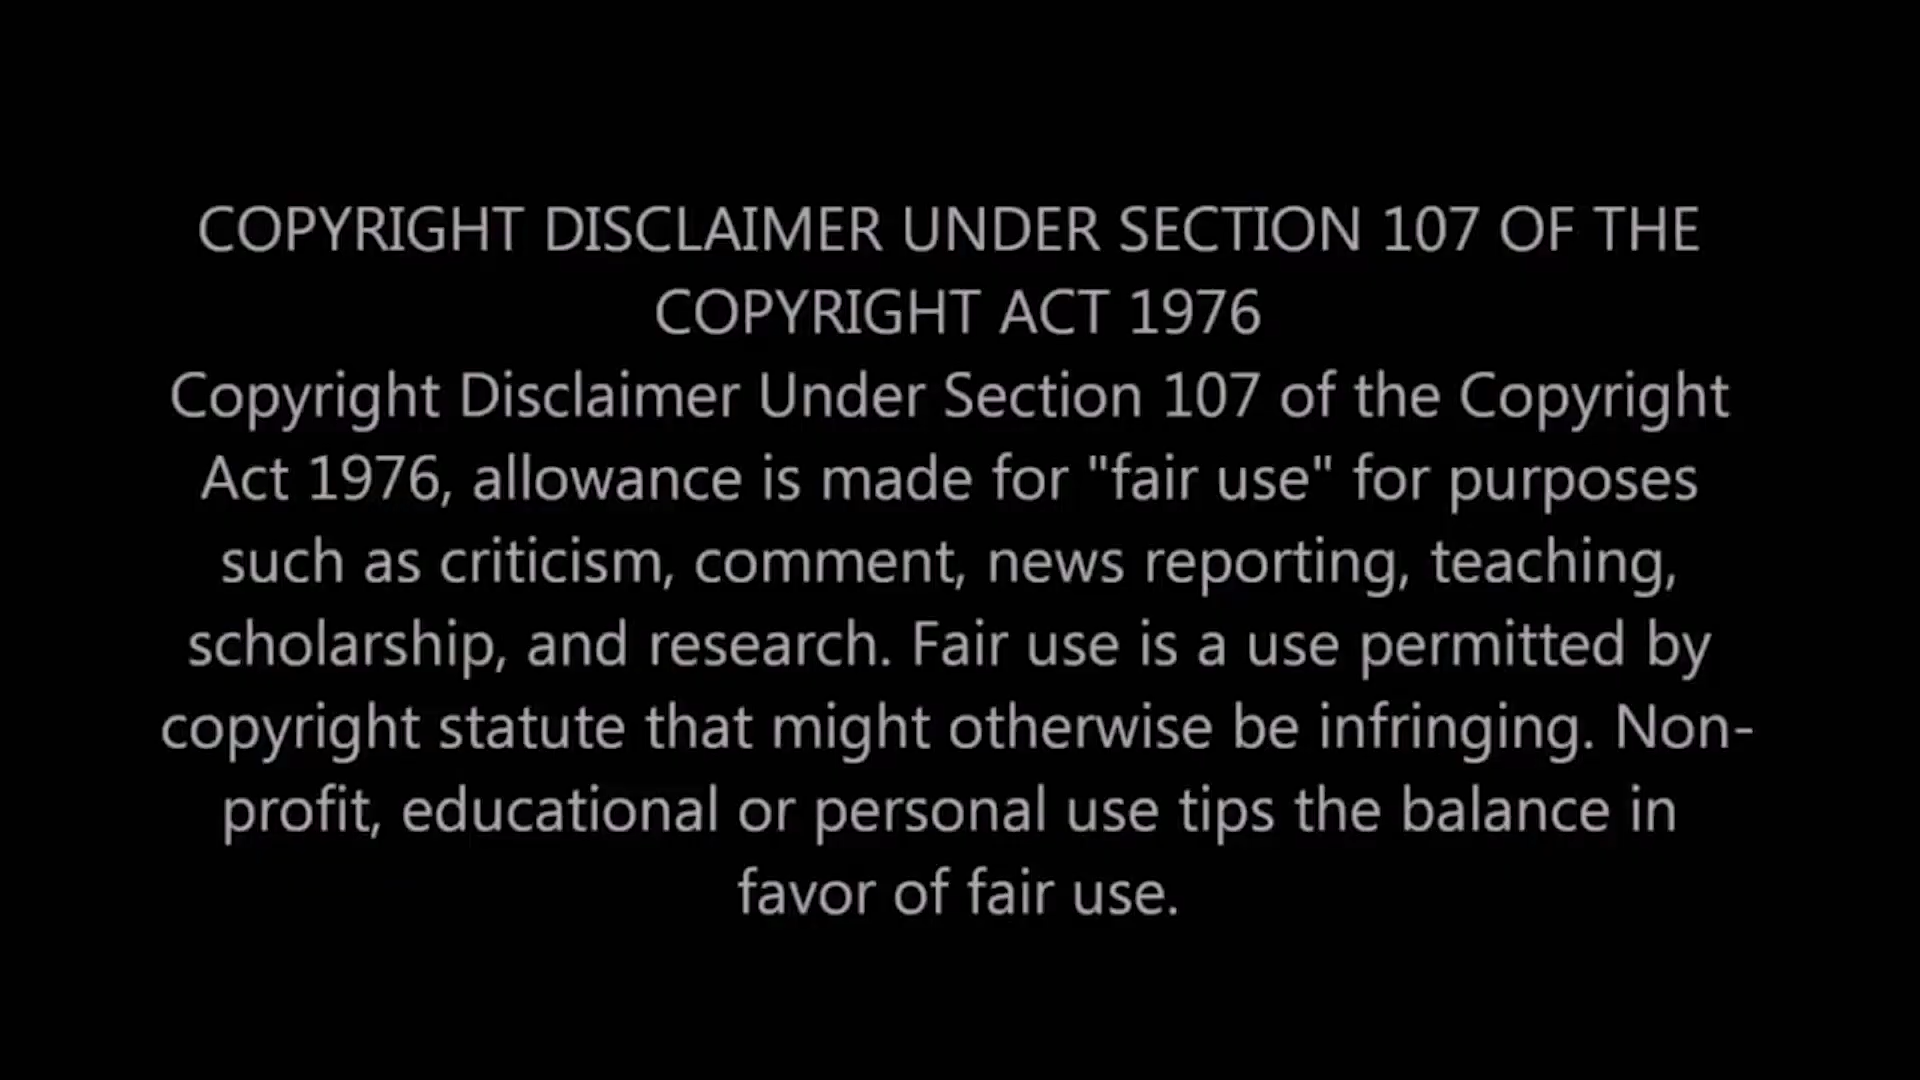 COPYRIGHT DISCLAIMER UNDER SECTION 107 OF THE
COPYRIGHT ACT 1976
Copyright Disclaimer Under Section 107 of the Copyright
Act 1976, allowance is made for "fair use" for purposes
such as criticism, comment, news reporting, teaching,
scholarship, and research. Fair use is a use permitted by
copyright statute that might otherwise be infringing. Non-
profit, educational or personal use tips the balance in
favor of fair use.